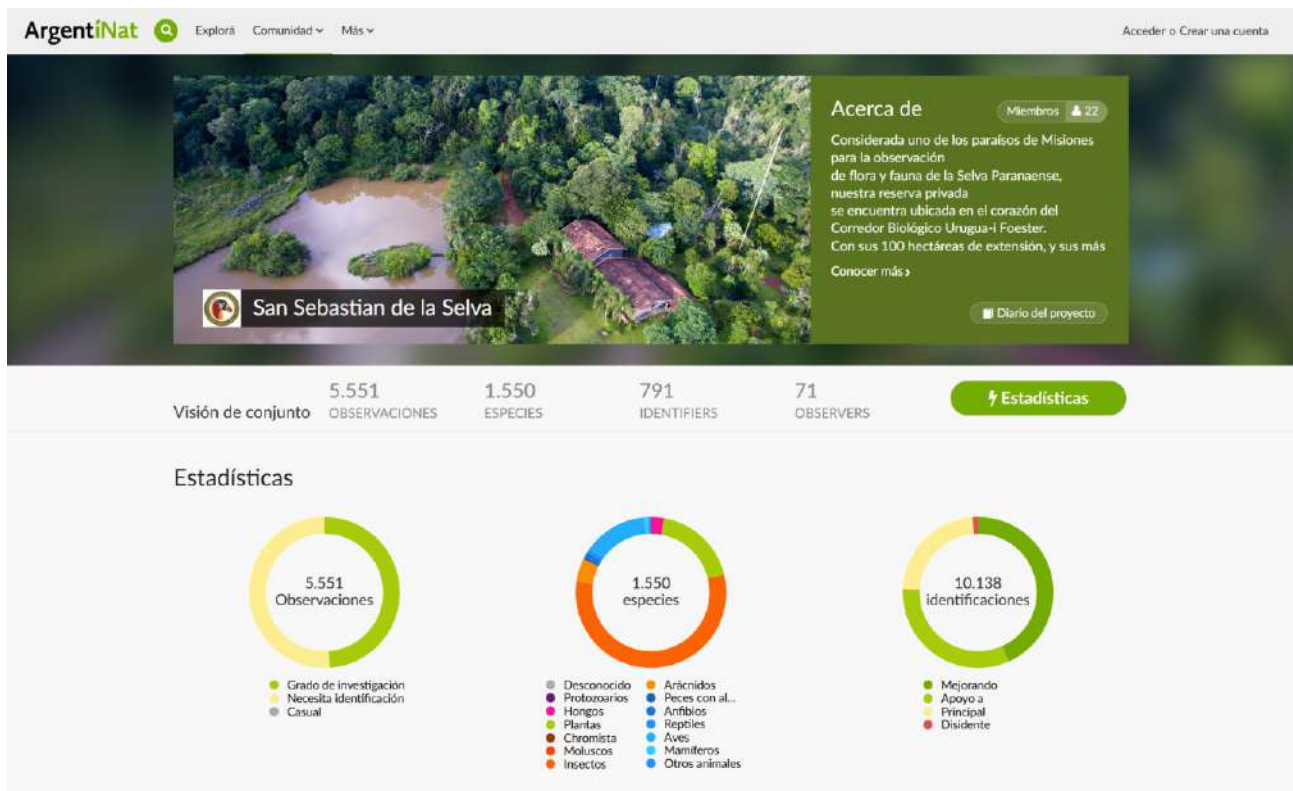 ArgentiNat Explorá Comunidad Más Acceder o Crear una cuenta
Acerca de
Miembros 22
Considerada uno de los paraísos de Misiones
para la observación
de flora y fauna de la Selva Paranaense,
nuestra reserva privada
se encuentra ubicada en el corazón del
Corredor Biológico Urugua-i Foester.
Con sus 100 hectáreas de extensión, y sus más
Conocer más ›
Diario del proyecto
San Sebastian de la Selva
Visión de conjunto
5.551
OBSERVACIONES
1.550
ESPECIES
791
IDENTIFIERS
71
OBSERVERS
Estadísticas
Estadísticas
5.551
Observaciones
Grado de investigación
Necesita identificación
Casual
1.550
especies
Desconocido
Protozoarios
Hongos
Plantas
Chromista
Moluscos
Insectos
Arácnidos
Peces con al...
Anfibios
Reptiles
Aves
Mamíferos
Otros animales
10.138
identificaciones
Mejorando
Apoyo a
Principal
Disidente